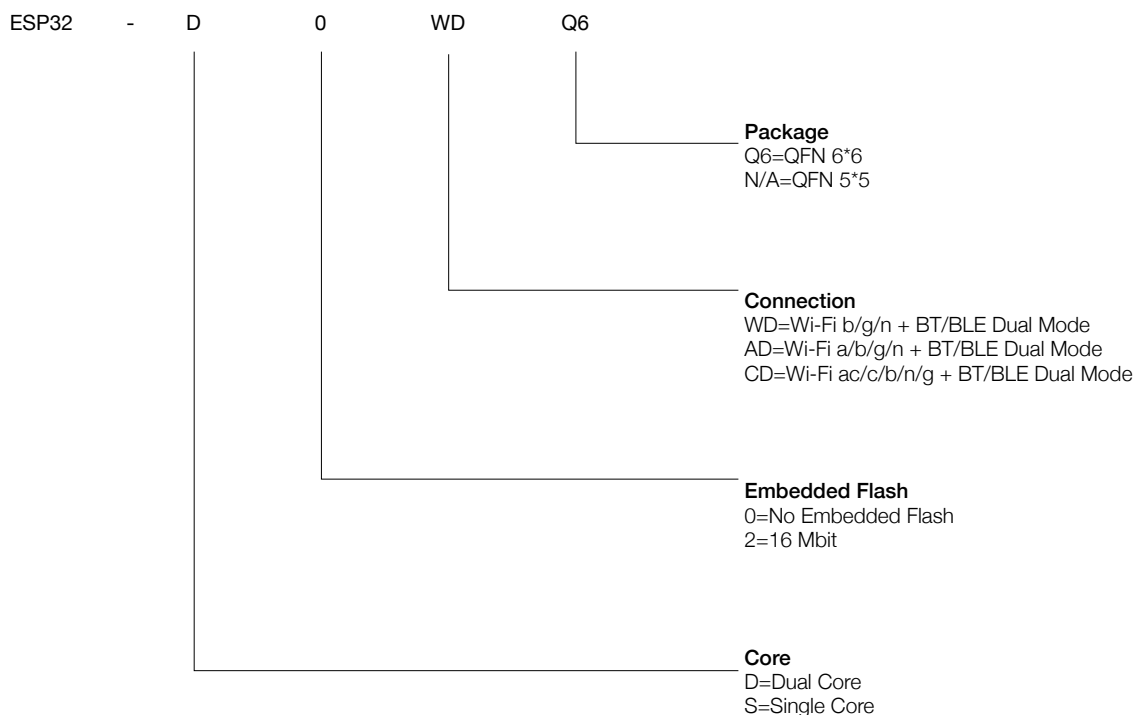 ESP32 - D 0 WD Q6
Package
Q6=QFN 6*6
N/A=QFN 5*5
Connection
WD=Wi-Fi b/g/n + BT/BLE Dual Mode
AD=Wi-Fi a/b/g/n + BT/BLE Dual Mode
CD=Wi-Fi ac/c/b/n/g + BT/BLE Dual Mode
Embedded Flash
0=No Embedded Flash
2=16 Mbit
Core
D=Dual Core
S=Single Core